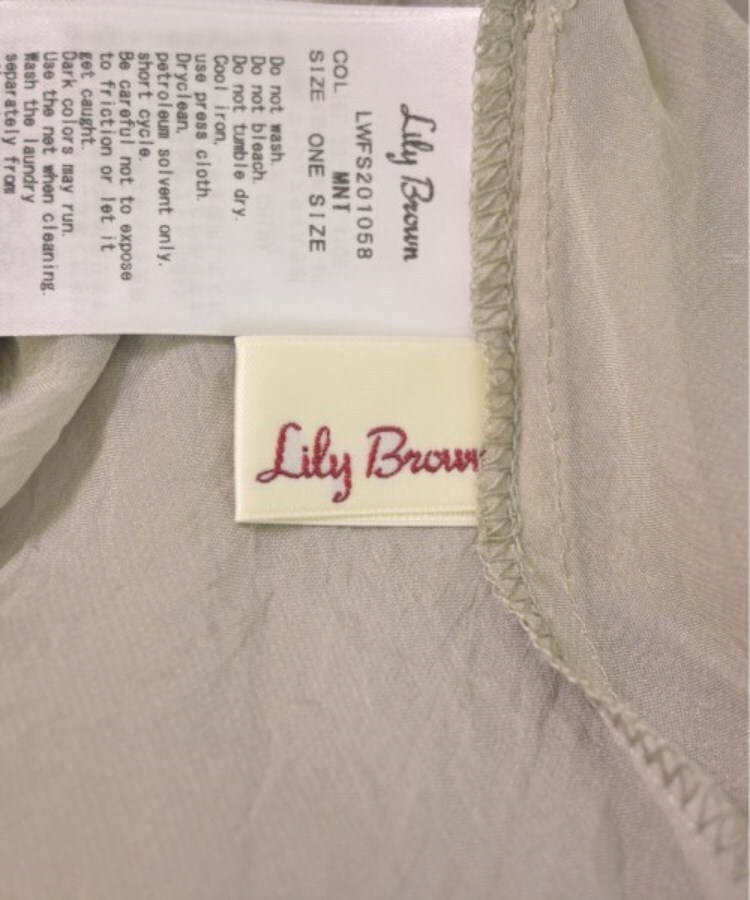 Lily Brown
LWFS201058
COL MNT
SIZE ONE SIZE
Do not wash.
Do not bleach.
Do not tumble dry.
Cool iron.
use press cloth.
Dryclean.
petroleum solvent only.
short cycle.
Be careful not to expose
to friction or let it
get caught.
Dark colors may run.
Use the net when cleaning.
Wash the laundry
separately from
Lily Brown